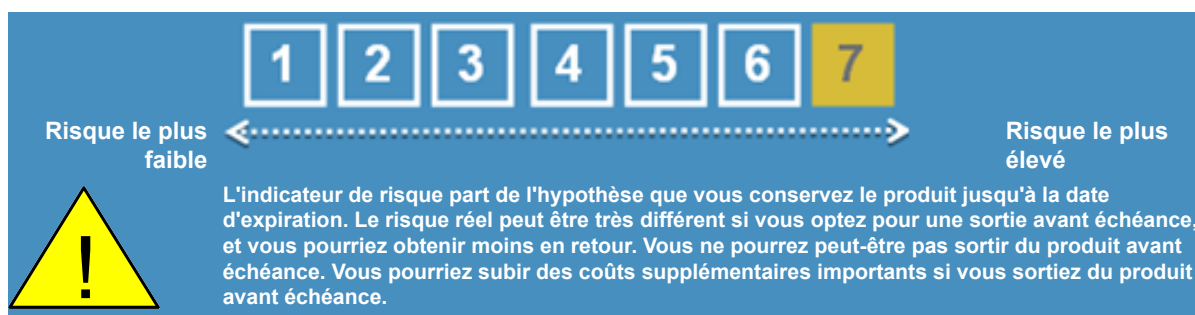 1 2 3 4 5 6 7
Risque le plus
faible
Risque le plus
élevé
L'indicateur de risque part de l'hypothèse que vous conservez le produit jusqu'à la date
d'expiration. Le risque réel peut être très différent si vous optez pour une sortie avant échéance,
et vous pourriez obtenir moins en retour. Vous ne pourrez peut-être pas sortir du produit avant
échéance. Vous pourriez subir des coûts supplémentaires importants si vous sortiez du produit
avant échéance.
!